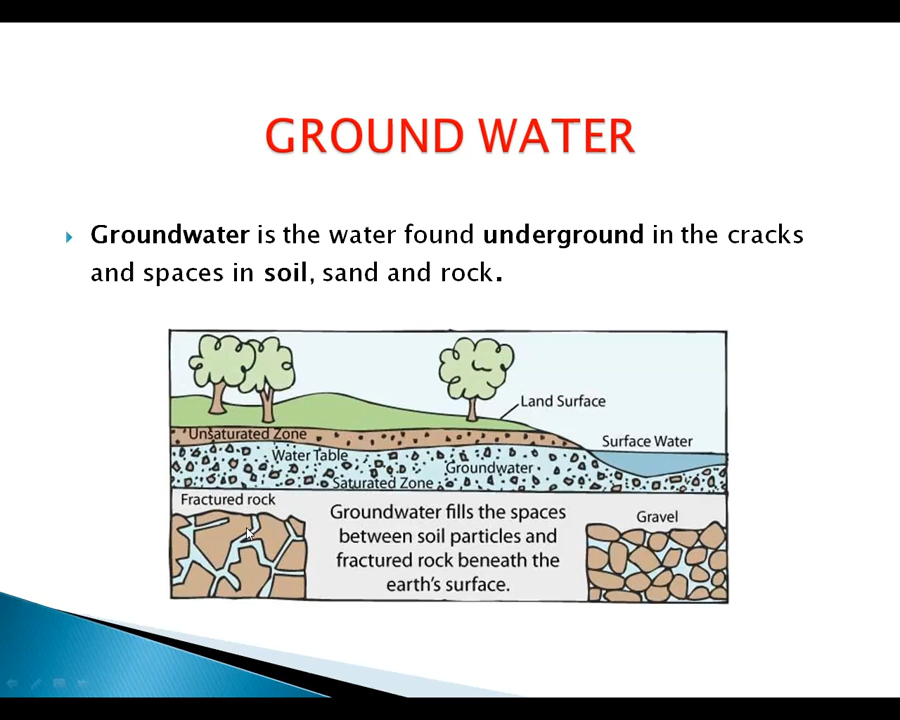 GROUND WATER
Groundwater is the water found underground in the cracks
and spaces in soil, sand and rock.
Land Surface
Unsaturated Zone
Surface Water
Water Table
Groundwater
Saturated Zone
Fractured rock
Groundwater fills the spaces
between soil particles and
fractured rock beneath the
earth's surface.
Gravel